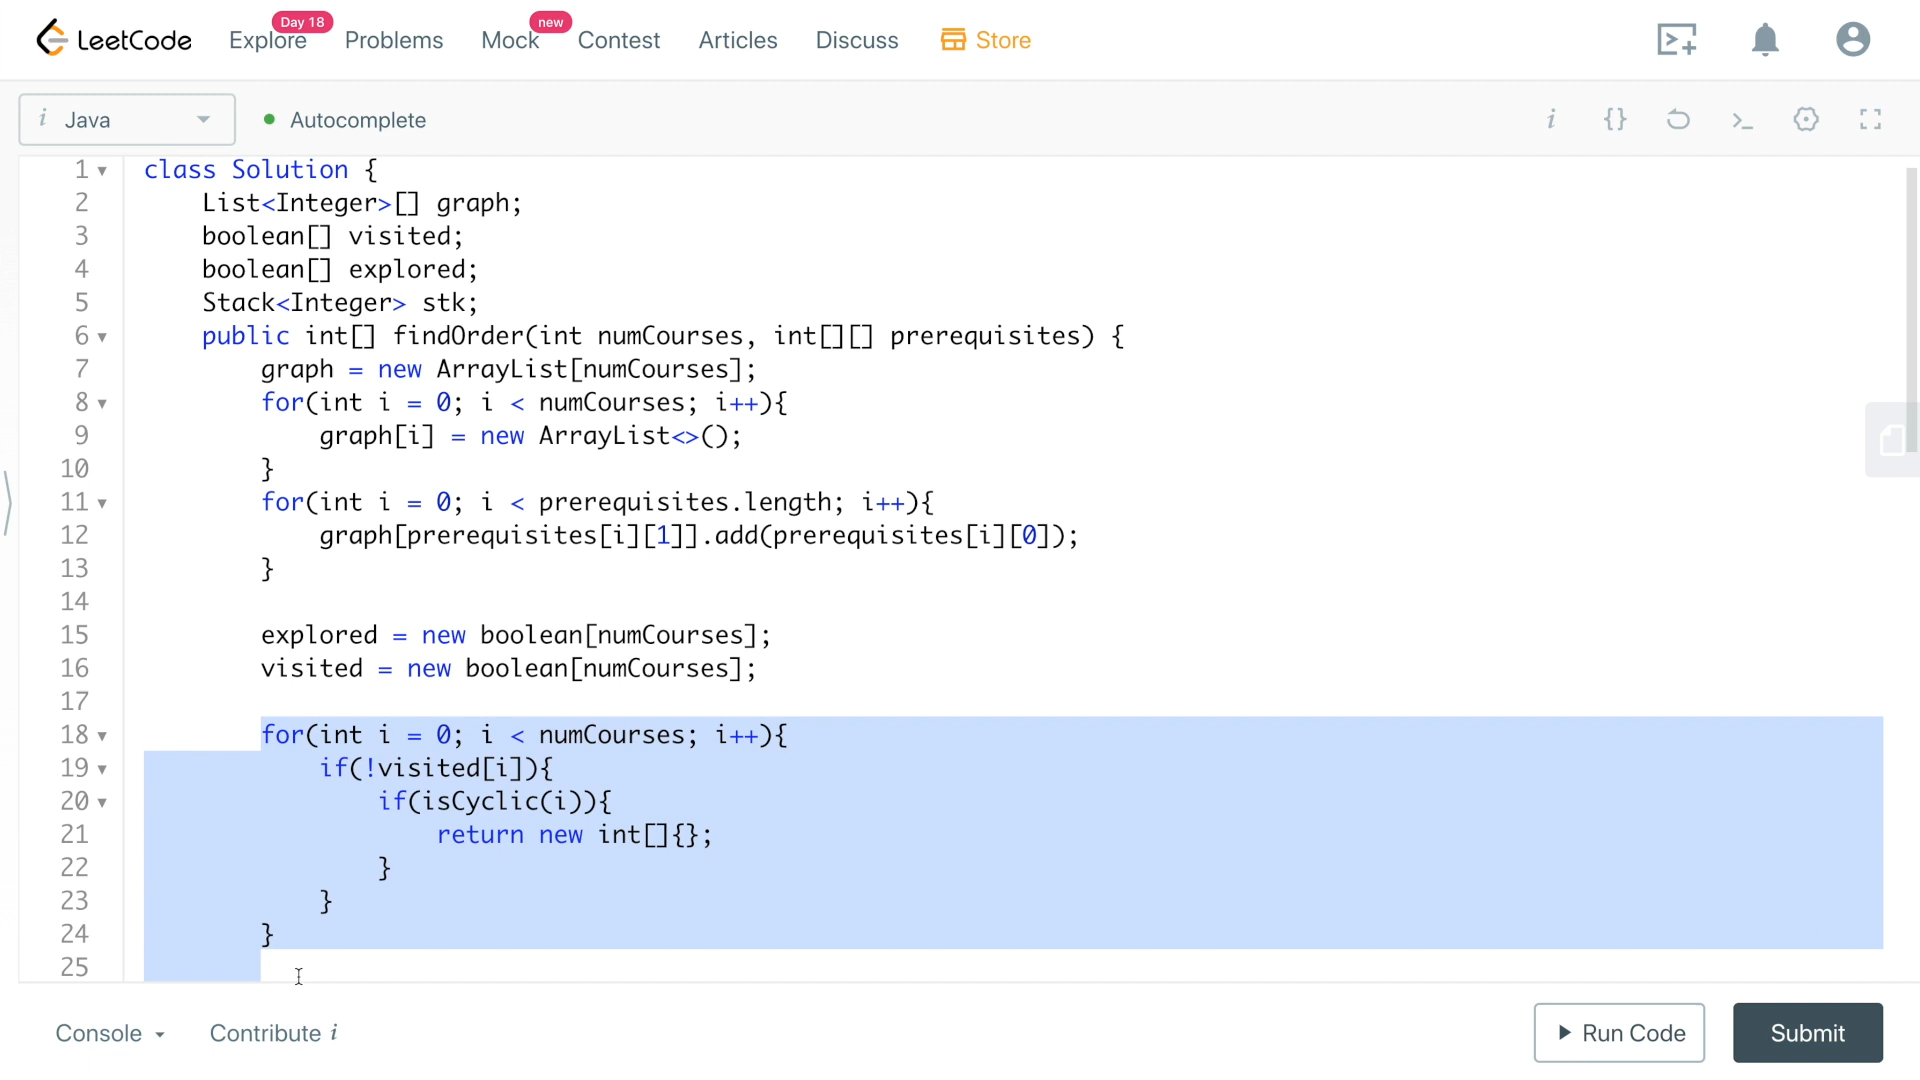 LeetCode Explore Day 18 Problems Mock new Contest Articles Discuss Store
i Java Autocomplete i {} >_
1 class Solution {
2 List<Integer>[] graph;
3 boolean[] visited;
4 boolean[] explored;
5 Stack<Integer> stk;
6 public int[] findOrder(int numCourses, int[][] prerequisites) {
7 graph = new ArrayList[numCourses];
8 for(int i = 0; i < numCourses; i++){
9 graph[i] = new ArrayList<>();
10 }
11 for(int i = 0; i < prerequisites.length; i++){
12 graph[prerequisites[i][1]].add(prerequisites[i][0]);
13 }
14
15 explored = new boolean[numCourses];
16 visited = new boolean[numCourses];
17
18 for(int i = 0; i < numCourses; i++){
19 if(!visited[i]){
20 if(isCyclic(i)){
21 return new int[]{};
22 }
23 }
24 }
25
Console Contribute i Run Code Submit